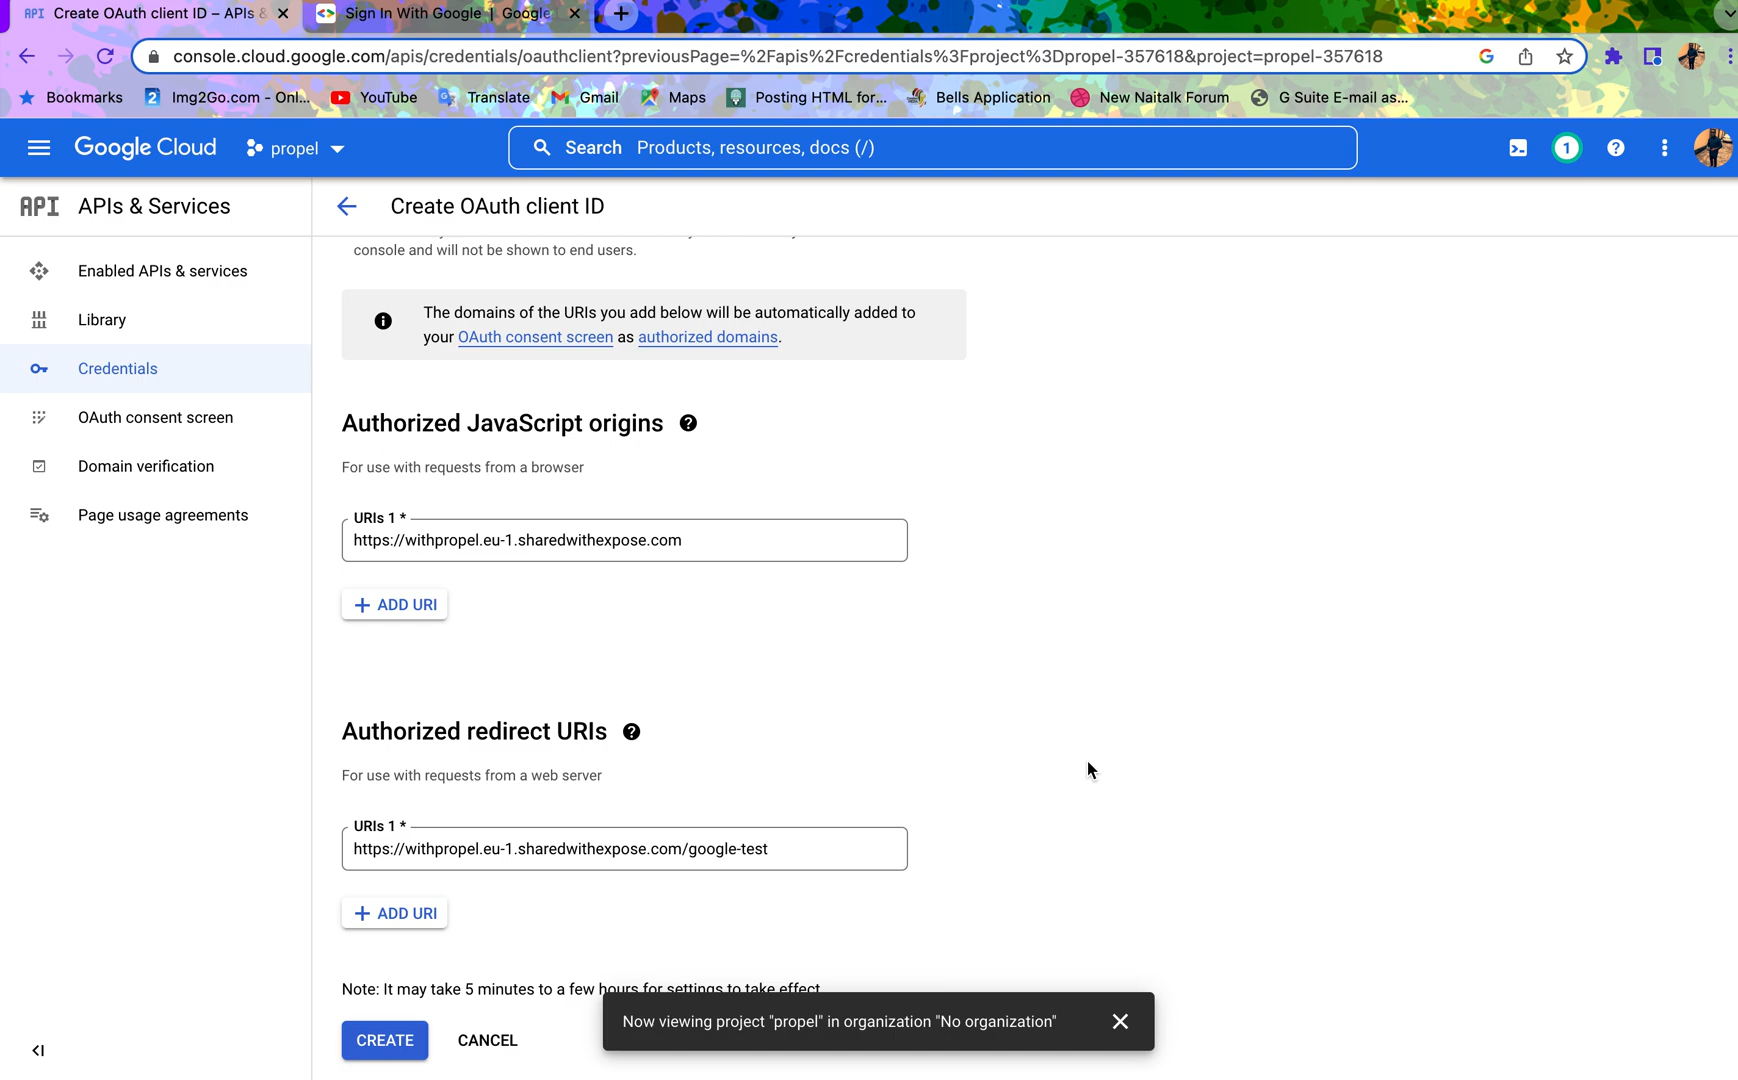 API Create OAuth client ID – APIs &
Sign In With Google | Google
console.cloud.google.com/apis/credentials/oauthclient?previousPage=%2Fapis%2Fcredentials%3Fproject%3Dpropel-357618&project=propel-357618
Bookmarks
Img2Go.com - Onl...
YouTube
Translate
Gmail
Maps
Posting HTML for...
Bells Application
New Naitalk Forum
G Suite E-mail as...
Google Cloud
propel
Search Products, resources, docs (/)
1
API APIs & Services
Create OAuth client ID
Enabled APIs & services
Library
Credentials
OAuth consent screen
Domain verification
Page usage agreements
console and will not be shown to end users.
The domains of the URIs you add below will be automatically added to
your OAuth consent screen as authorized domains.
Authorized JavaScript origins
For use with requests from a browser
URIs 1 *
https://withpropel.eu-1.sharedwithexpose.com
+ ADD URI
Authorized redirect URIs
For use with requests from a web server
URIs 1 *
https://withpropel.eu-1.sharedwithexpose.com/google-test
+ ADD URI
Note: It may take 5 minutes to a few hours for settings to take effect
CREATE
CANCEL
Now viewing project "propel" in organization "No organization"